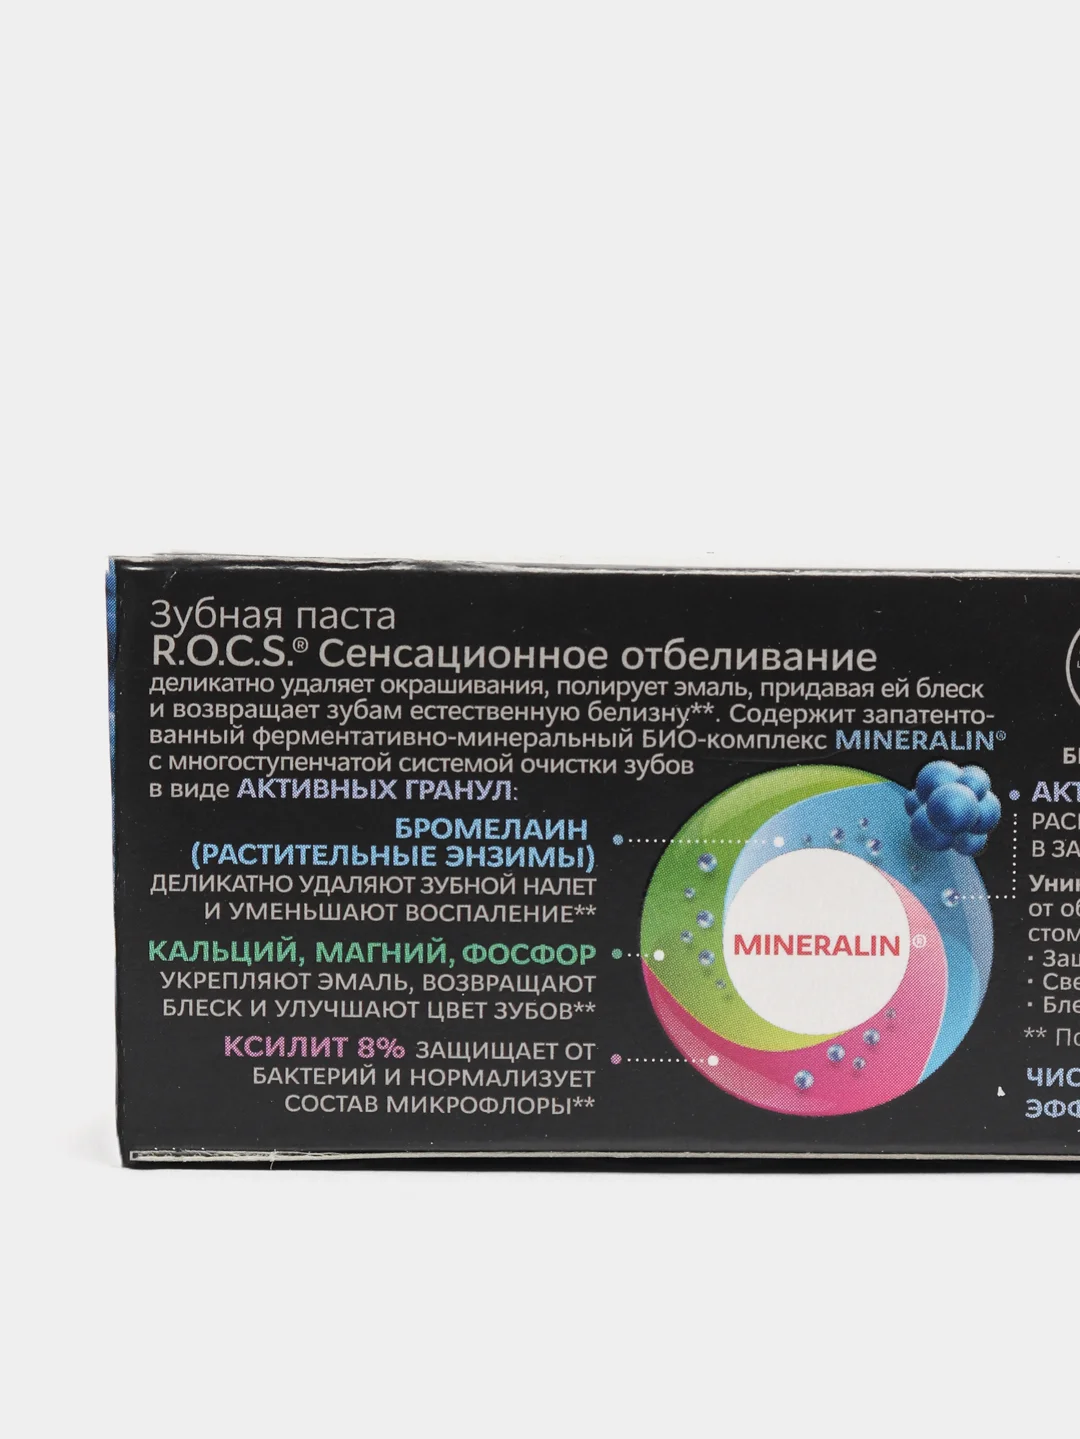 Зубная паста
R.O.C.S.® Сенсационное отбеливание
деликатно удаляет окрашивания, полирует эмаль, придавая ей блеск
и возвращает зубам естественную белизну**. Содержит запатенто-
ванный ферментативно-минеральный БИО-комплекс MINERALIN®
с многоступенчатой системой очистки зубов
в виде АКТИВНЫХ ГРАНУЛ:
БРОМЕЛАИН
(РАСТИТЕЛЬНЫЕ ЭНЗИМЫ)
ДЕЛИКАТНО УДАЛЯЮТ ЗУБНОЙ НАЛЕТ
И УМЕНЬШАЮТ ВОСПАЛЕНИЕ**
КАЛЬЦИЙ, МАГНИЙ, ФОСФОР
УКРЕПЛЯЮТ ЭМАЛЬ, ВОЗВРАЩАЮТ
БЛЕСК И УЛУЧШАЮТ ЦВЕТ ЗУБОВ**
КСИЛИТ 8% ЗАЩИЩАЕТ ОТ
БАКТЕРИЙ И НОРМАЛИЗУЕТ
СОСТАВ МИКРОФЛОРЫ**
MINERALIN®
В
от
**